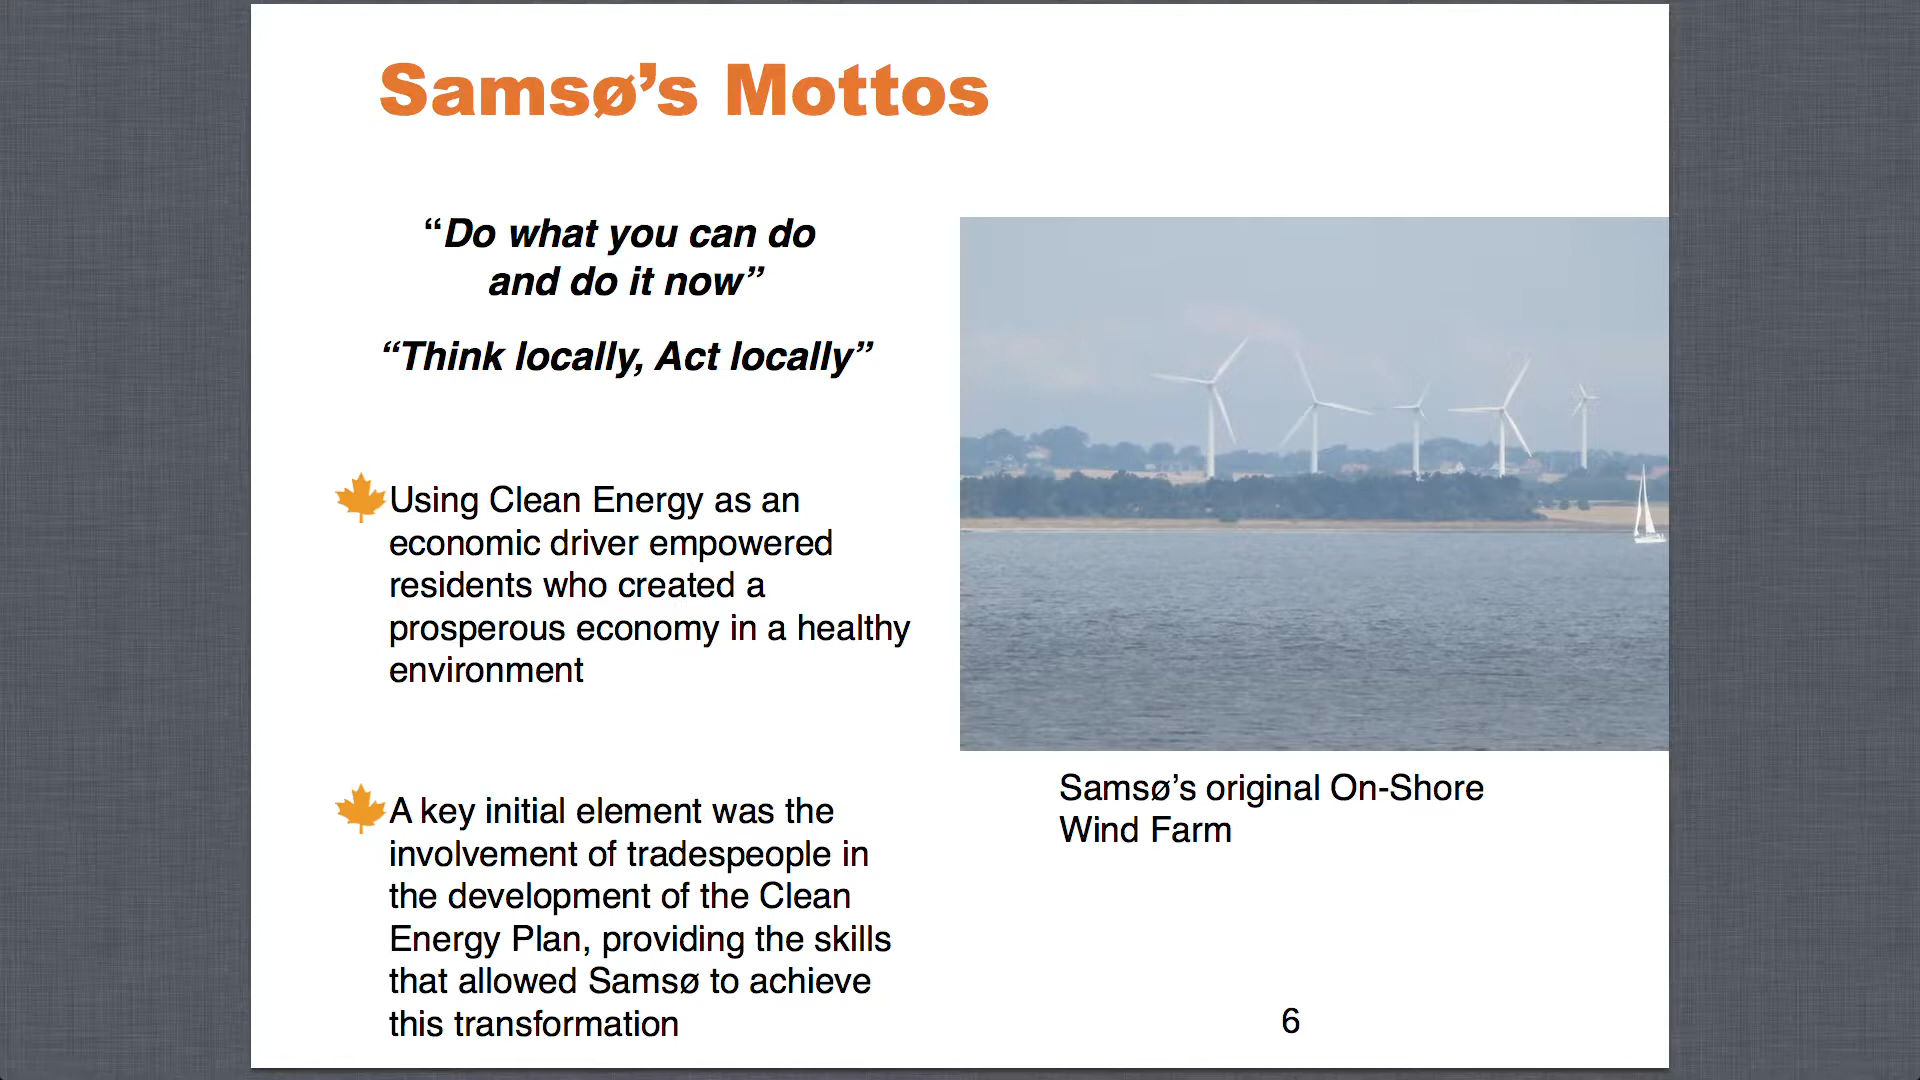 Samsø’s Mottos
“Do what you can do
and do it now”
“Think locally, Act locally”
Using Clean Energy as an
economic driver empowered
residents who created a
prosperous economy in a healthy
environment
A key initial element was the
involvement of tradespeople in
the development of the Clean
Energy Plan, providing the skills
that allowed Samsø to achieve
this transformation
Samsø’s original On-Shore
Wind Farm
6